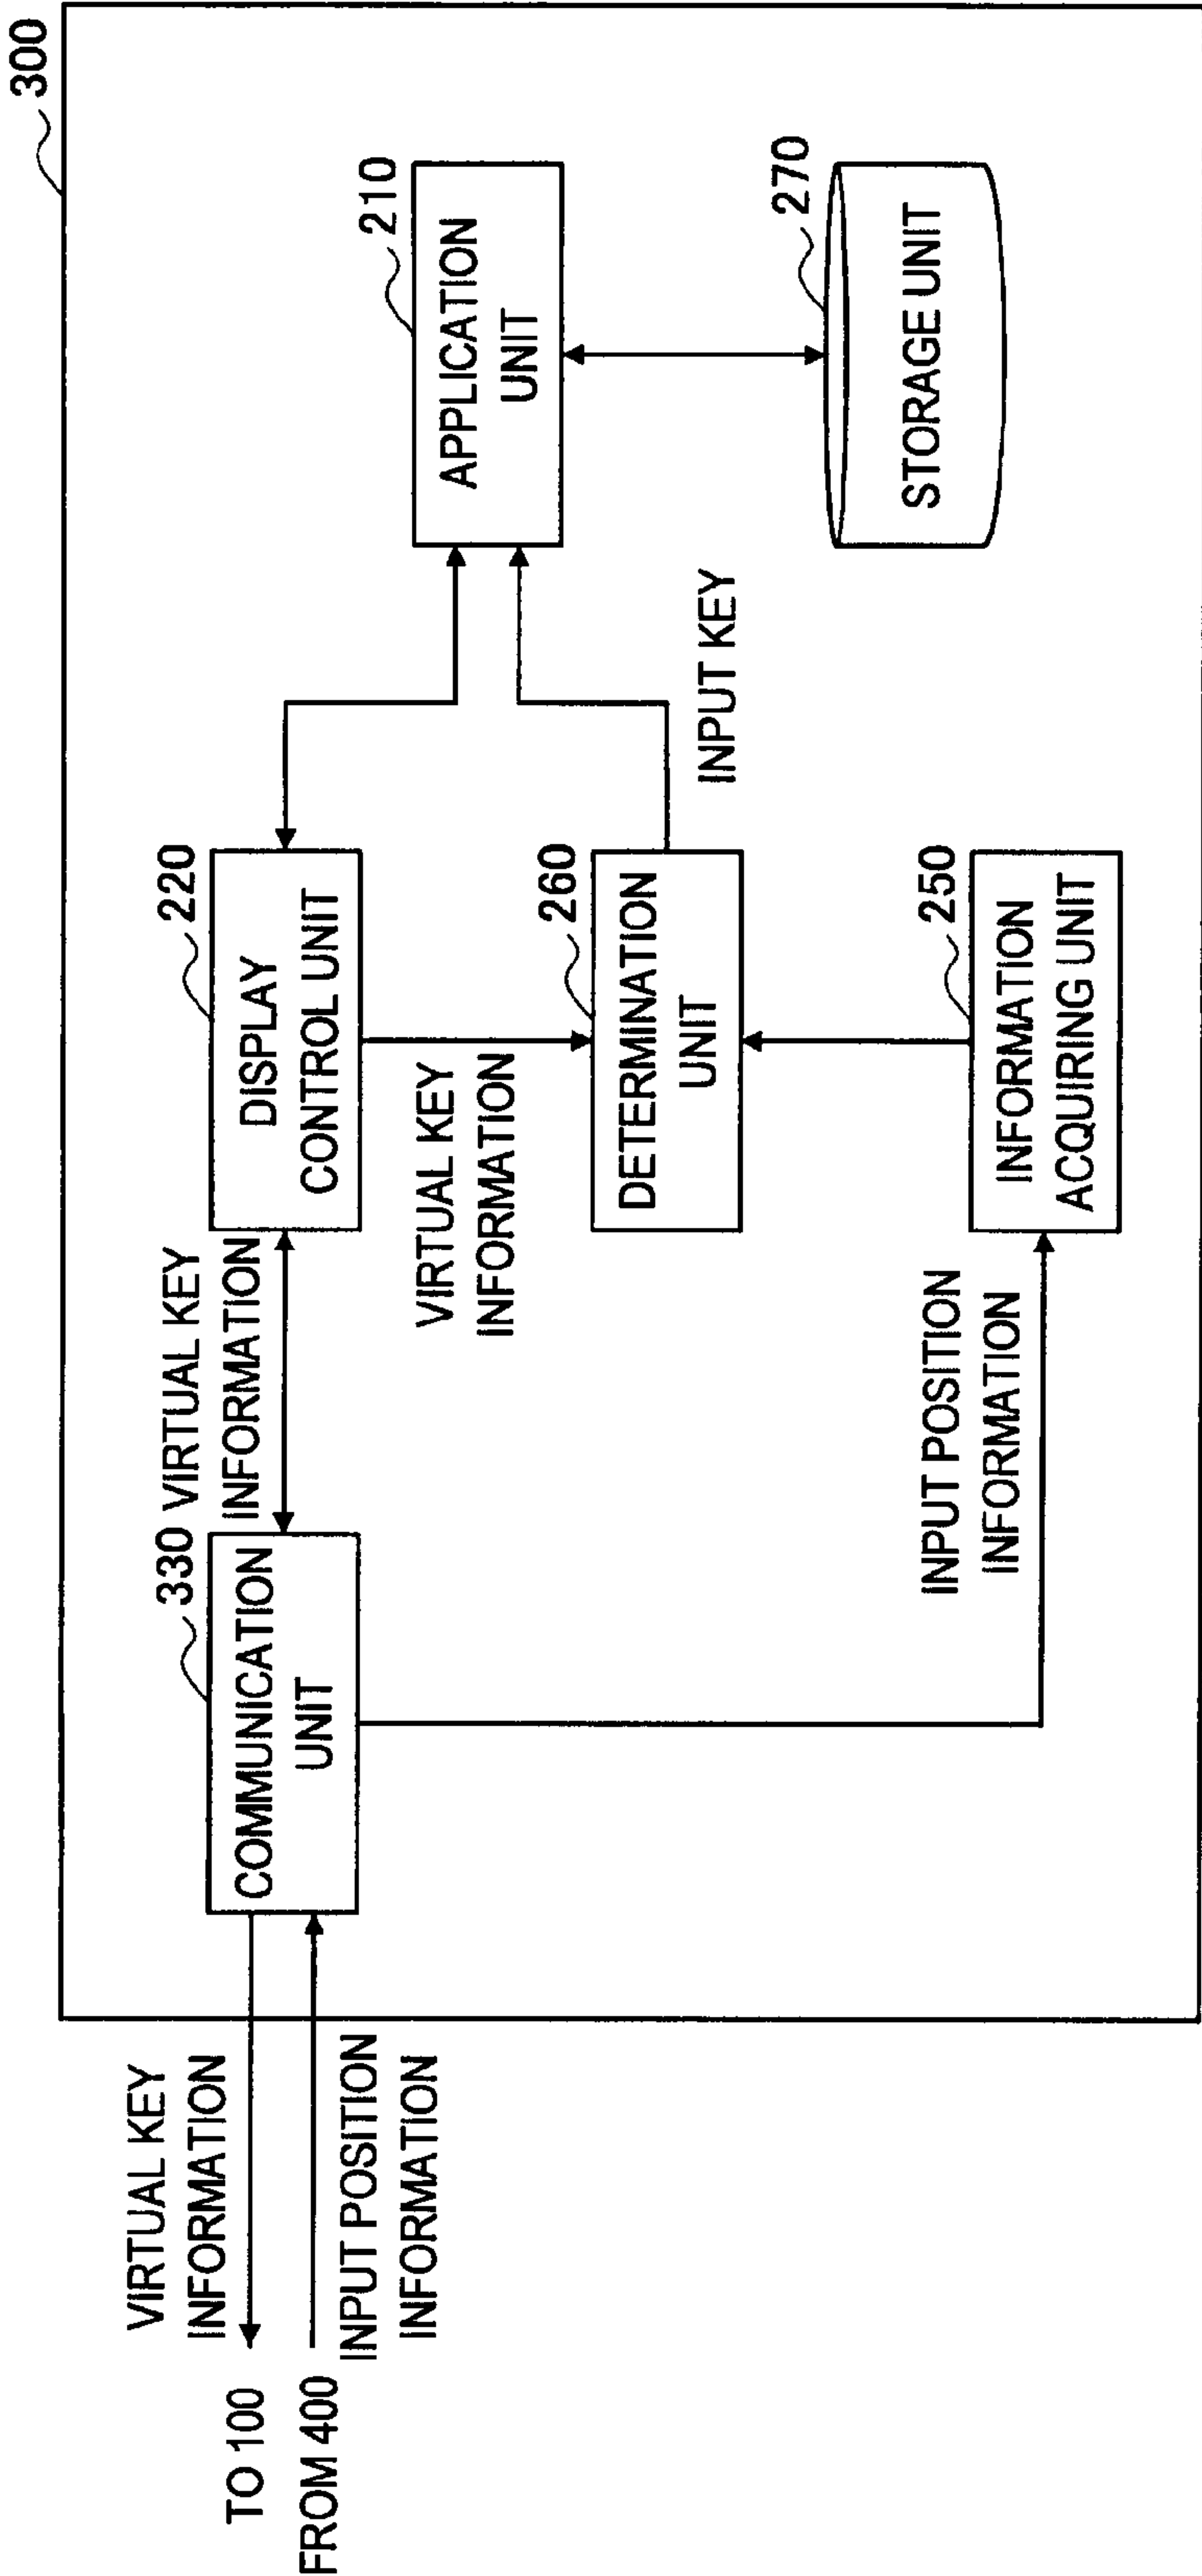 300
VIRTUAL KEY
INFORMATION
TO 100
FROM 400
INPUT POSITION
INFORMATION
330
COMMUNICATION
UNIT
VIRTUAL KEY
INFORMATION
220
DISPLAY
CONTROL UNIT
210
APPLICATION
UNIT
VIRTUAL KEY
INFORMATION
260
DETERMINATION
UNIT
INPUT KEY
270
STORAGE UNIT
INPUT POSITION
INFORMATION
250
INFORMATION
ACQUIRING UNIT